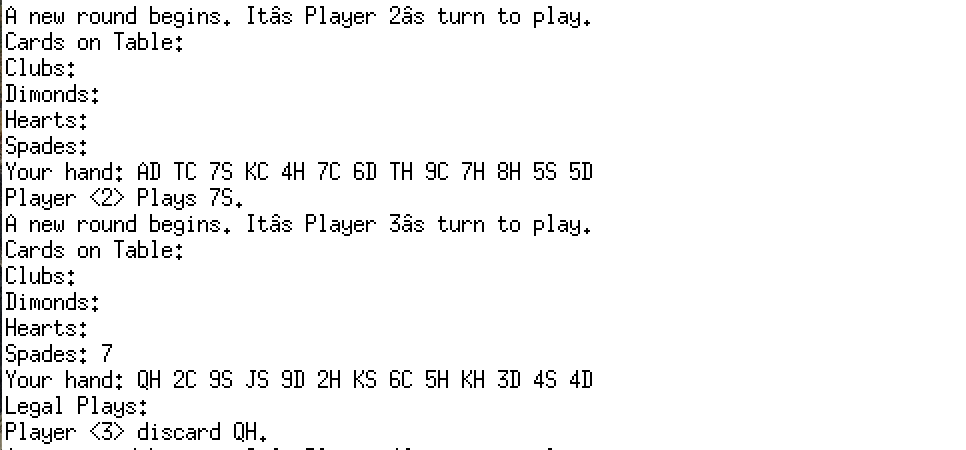 A new round begins. Itâs Player 2âs turn to play.
Cards on Table:
Clubs:
Dimonds:
Hearts:
Spades:
Your hand: AD TC 7S KC 4H 7C 6D TH 9C 7H 8H 5S 5D
Player <2> Plays 7S.
A new round begins. Itâs Player 3âs turn to play.
Cards on Table:
Clubs:
Dimonds:
Hearts:
Spades: 7
Your hand: QH 2C 9S JS 9D 2H KS 6C 5H KH 3D 4S 4D
Legal Plays:
Player <3> discard QH.